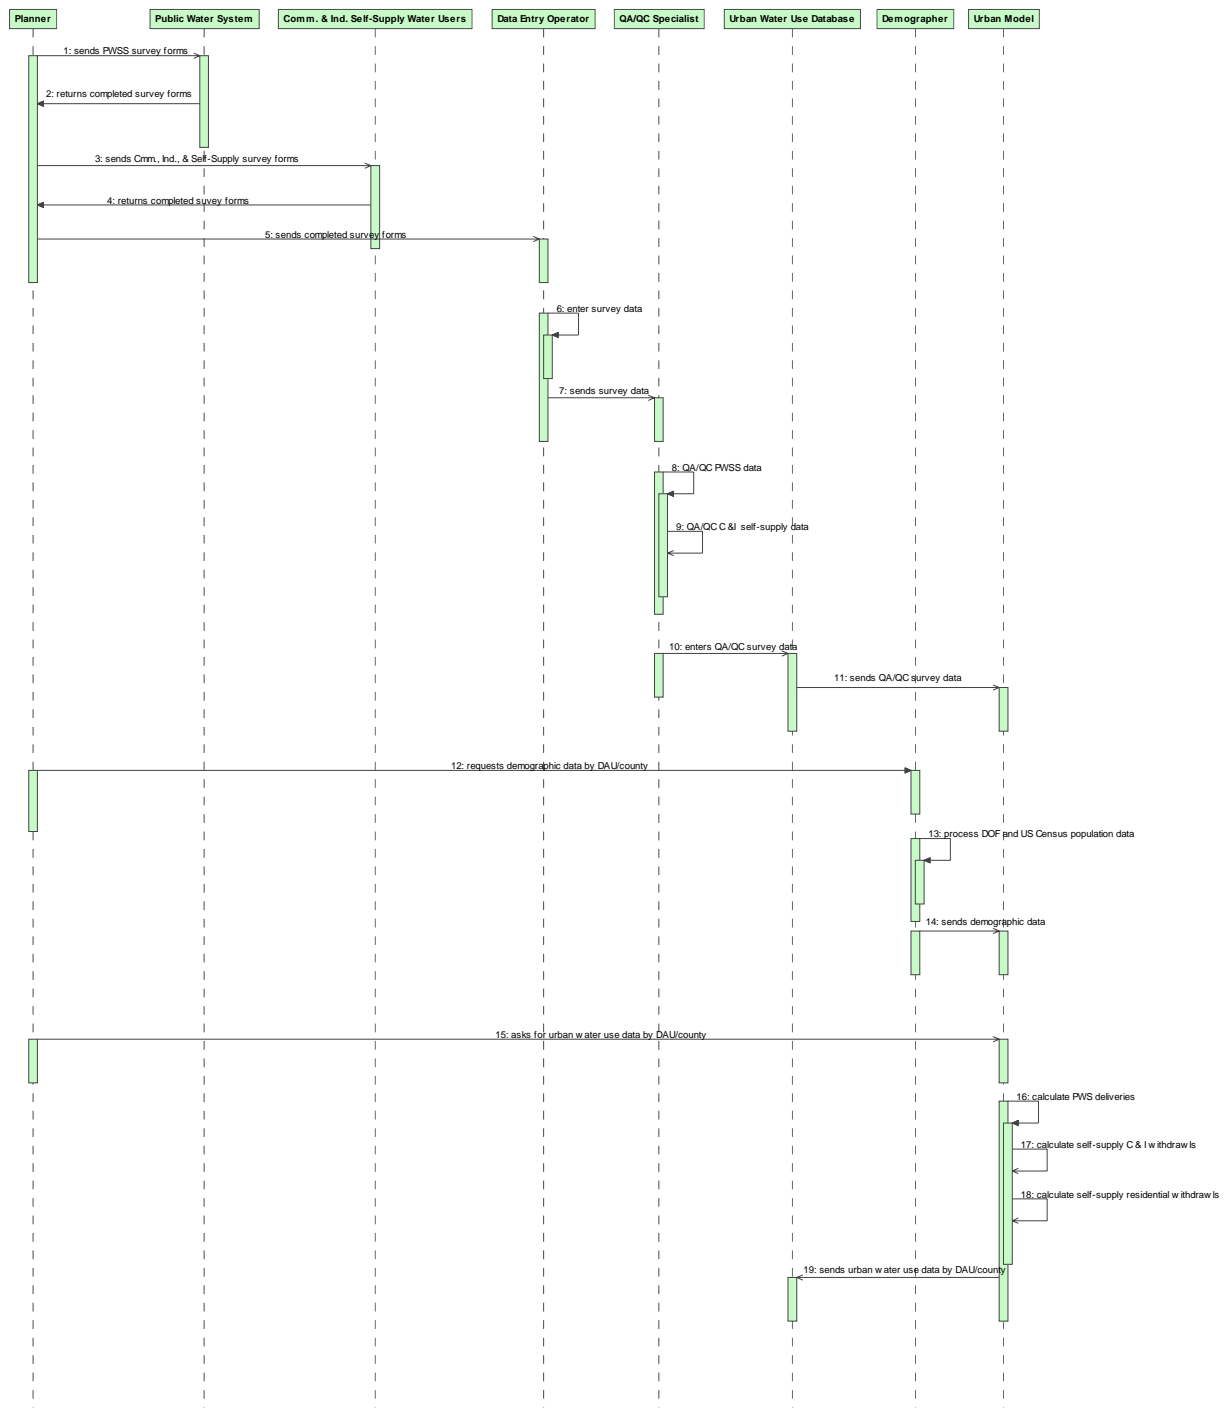 Planner
Public Water System
Comm. & Ind. Self-Supply Water Users
Data Entry Operator
QA/QC Specialist
Urban Water Use Database
Demographer
Urban Model
1: sends PWSS survey forms
2: returns completed survey forms
3: sends Cmm., Ind., & Self-Supply survey forms
4: returns completed suvey forms
5: sends completed survey forms
6: enter survey data
7: sends survey data
8: QA/QC PWSS data
9: QA/QC C &I self-supply data
10: enters QA/QC survey data
11: sends QA/QC survey data
12: requests demographic data by DAU/county
13: process DOF and US Census population data
14: sends demographic data
15: asks for urban water use data by DAU/county
16: calculate PWS deliveries
17: calculate self-supply C & I withdrawls
18: calculate self-supply residential withdrawls
19: sends urban water use data by DAU/county